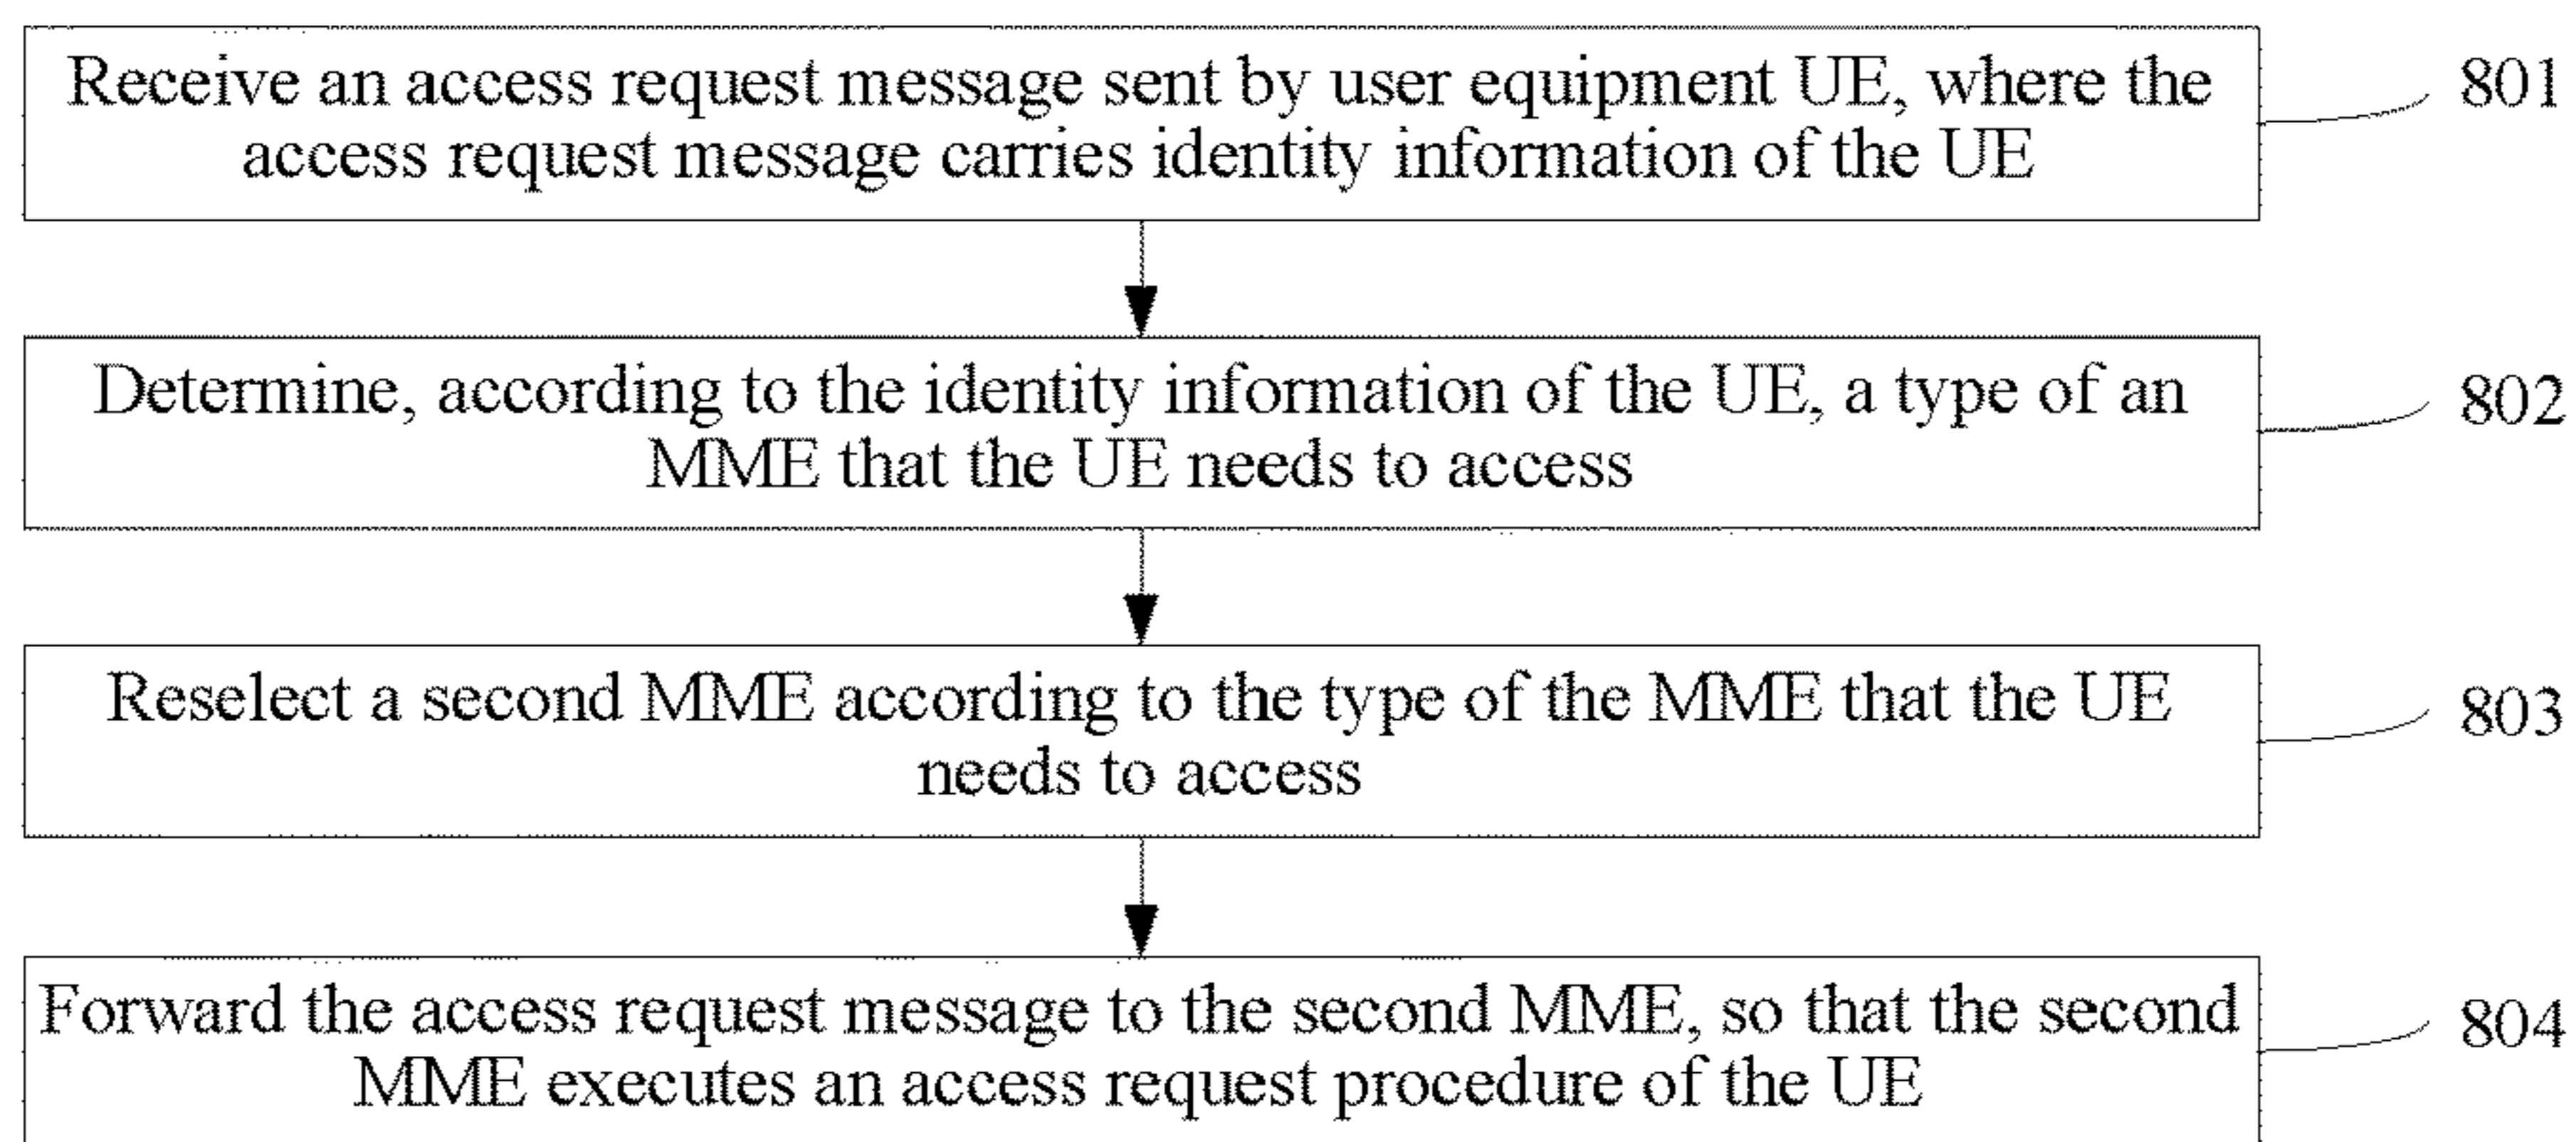 Receive an access request message sent by user equipment UE, where the
access request message carries identity information of the UE
801
Determine, according to the identity information of the UE, a type of an
MME that the UE needs to access
802
Reselect a second MME according to the type of the MME that the UE
needs to access
803
Forward the access request message to the second MME, so that the second
MME executes an access request procedure of the UE
804